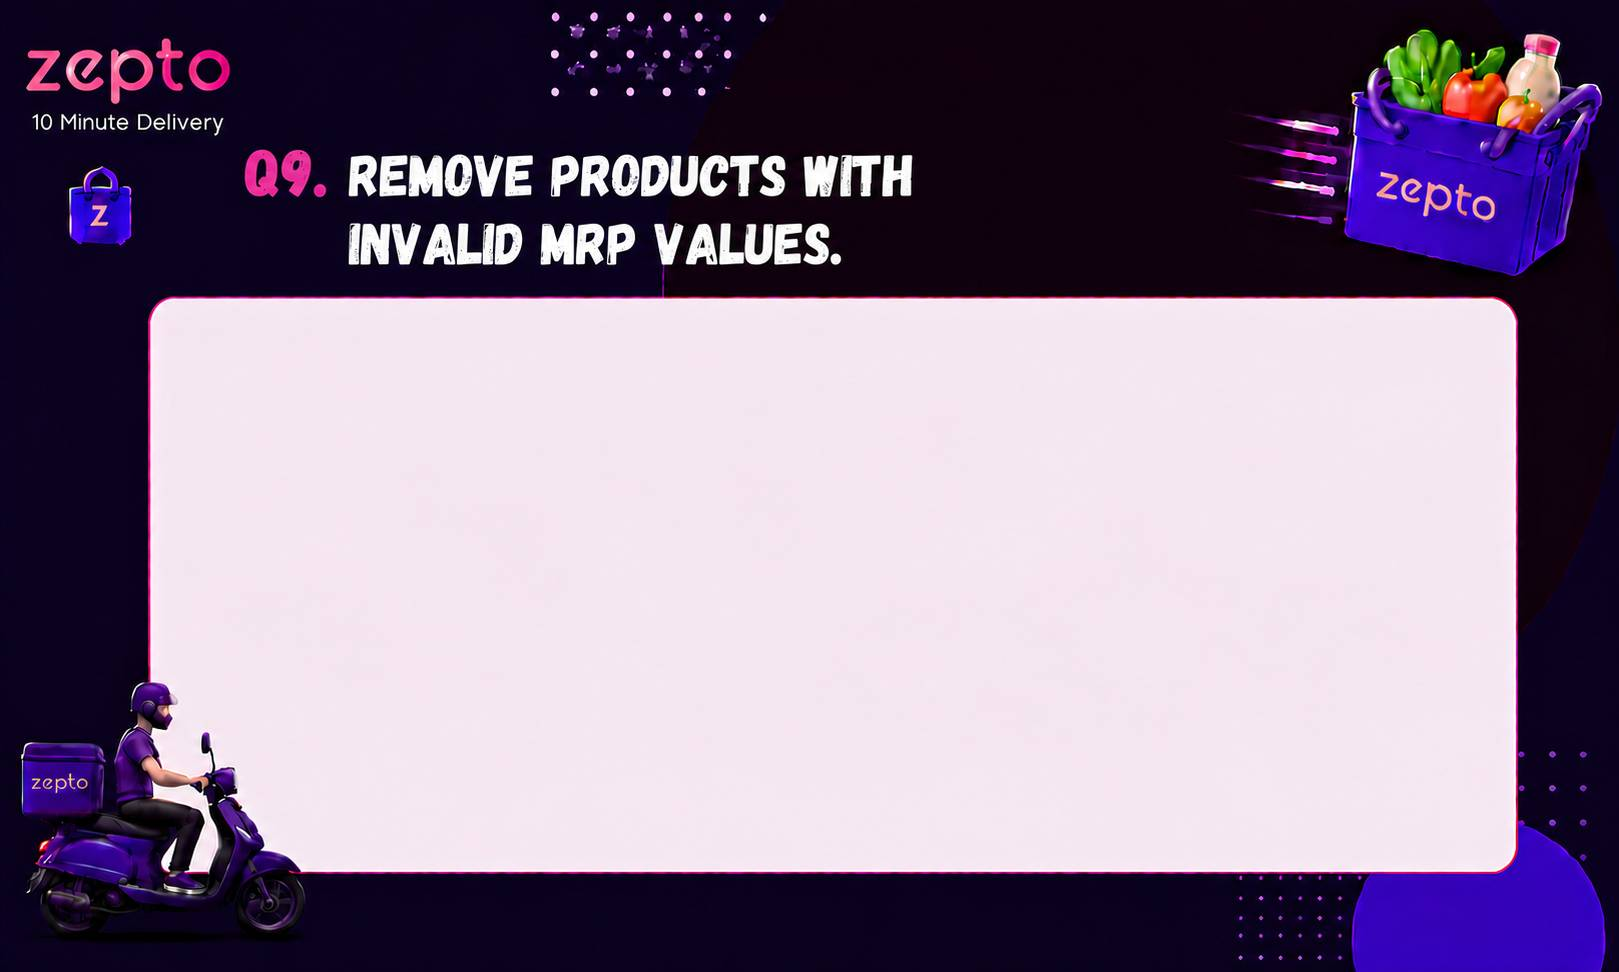 zepto
10 Minute Delivery
Z
Q9. REMOVE PRODUCTS WITH
INVALID MRP VALUES.
zepto
zepto